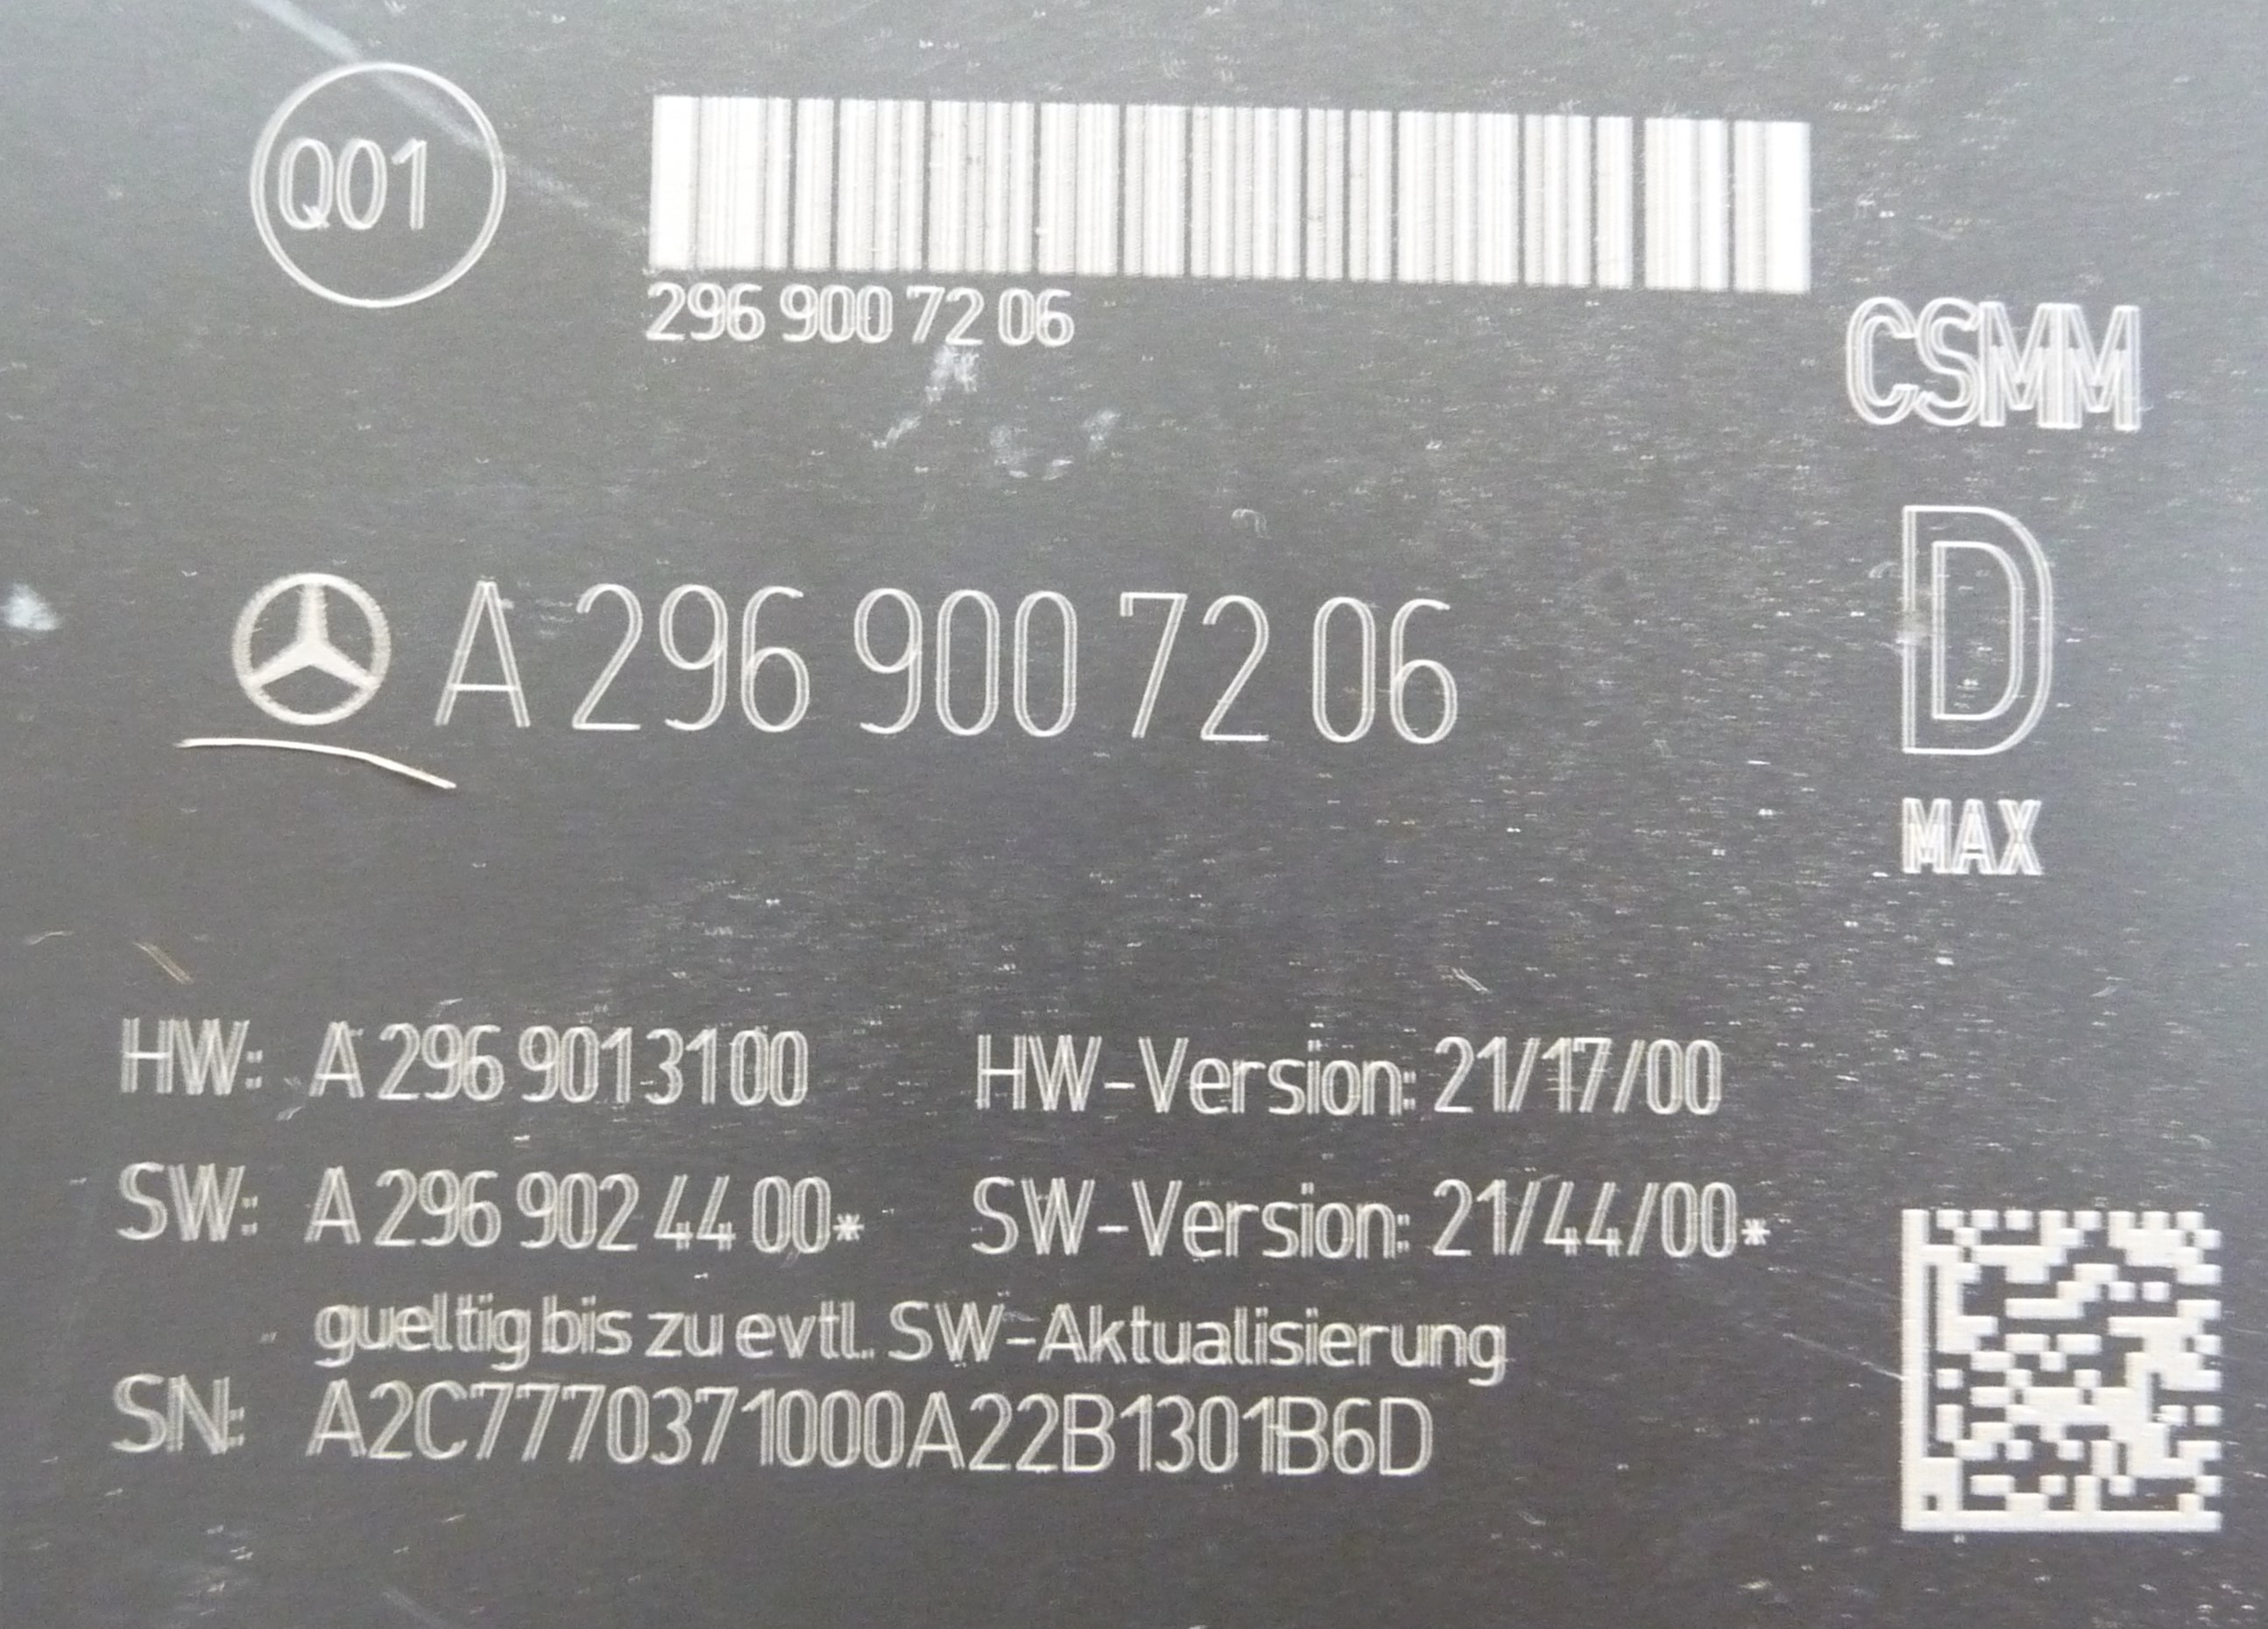 Q01
296 900 72 06
CSMM
A 296 900 72 06
D
MAX
HW: A 296 901 31 00 HW-Version: 21/17/00
SW: A 296 902 44 00* SW-Version: 21/44/00*
gueltig bis zu evtl. SW-Aktualisierung
SN: A2C7770371000A22B1301B6D